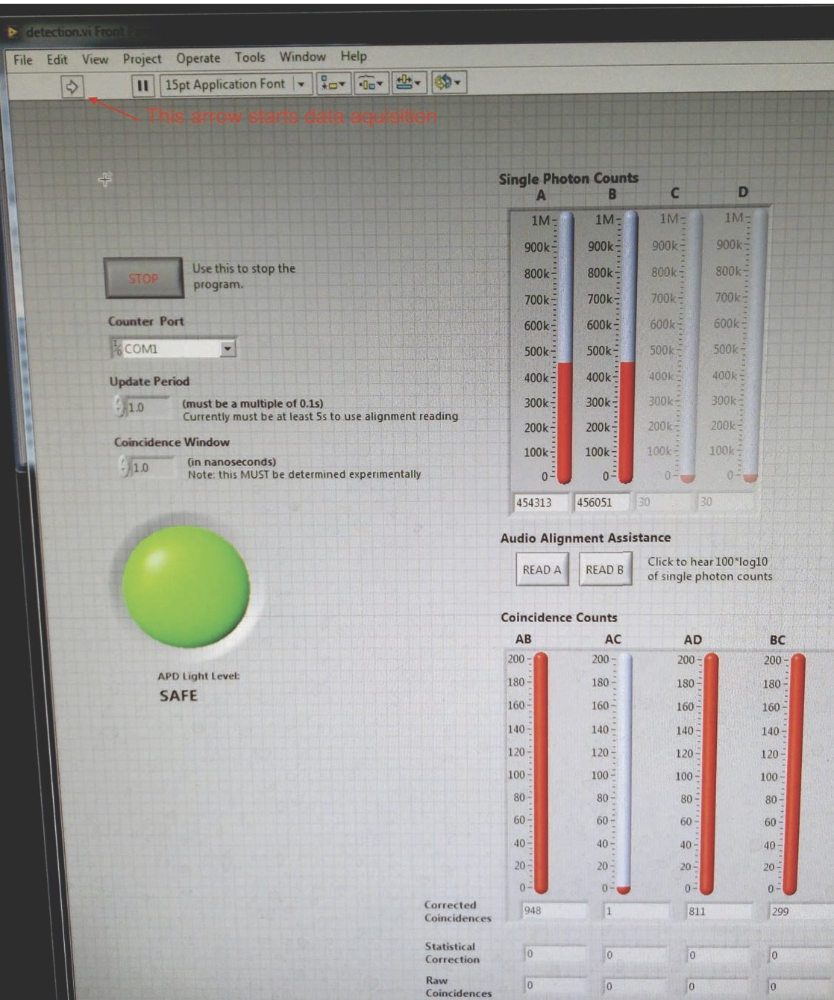 detection.vi Front
File Edit View Project Operate Tools Window Help
15pt Application Font
This arrow starts data aquisition
Single Photon Counts
A B C D
1M 1M 1M 1M
900k 900k 900k 900k
800k 800k 800k 800k
700k 700k 700k 700k
600k 600k 600k 600k
500k 500k 500k 500k
400k 400k 400k 400k
300k 300k 300k 300k
200k 200k 200k 200k
100k 100k 100k 100k
0 0 0 0
454313 456051 30 30
STOP
Use this to stop the
program.
Counter Port
COM1
Update Period
1.0
(must be a multiple of 0.1s)
Currently must be at least 5s to use alignment reading
Coincidence Window
1.0
(in nanoseconds)
Note: this MUST be determined experimentally
APD Light Level:
SAFE
Audio Alignment Assistance
READ A READ B
Click to hear 100*log10
of single photon counts
Coincidence Counts
AB AC AD BC
200 200 200 200
180 180 180 180
160 160 160 160
140 140 140 140
120 120 120 120
100 100 100 100
80 80 80 80
60 60 60 60
40 40 40 40
20 20 20 20
0 0 0 0
Corrected
Coincidences
948 1 811 299
Statistical
Correction
0 0 0 0
Raw
Coincidences
0 0 0 0